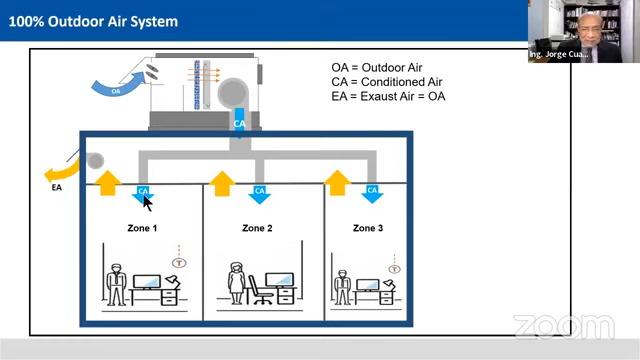 100% Outdoor Air System
Ing. Jorge Cua...
OA = Outdoor Air
CA = Conditioned Air
EA = Exaust Air = OA
OA
CA
EA
CA
CA
CA
Zone 1
Zone 2
Zone 3
T
T
zoom